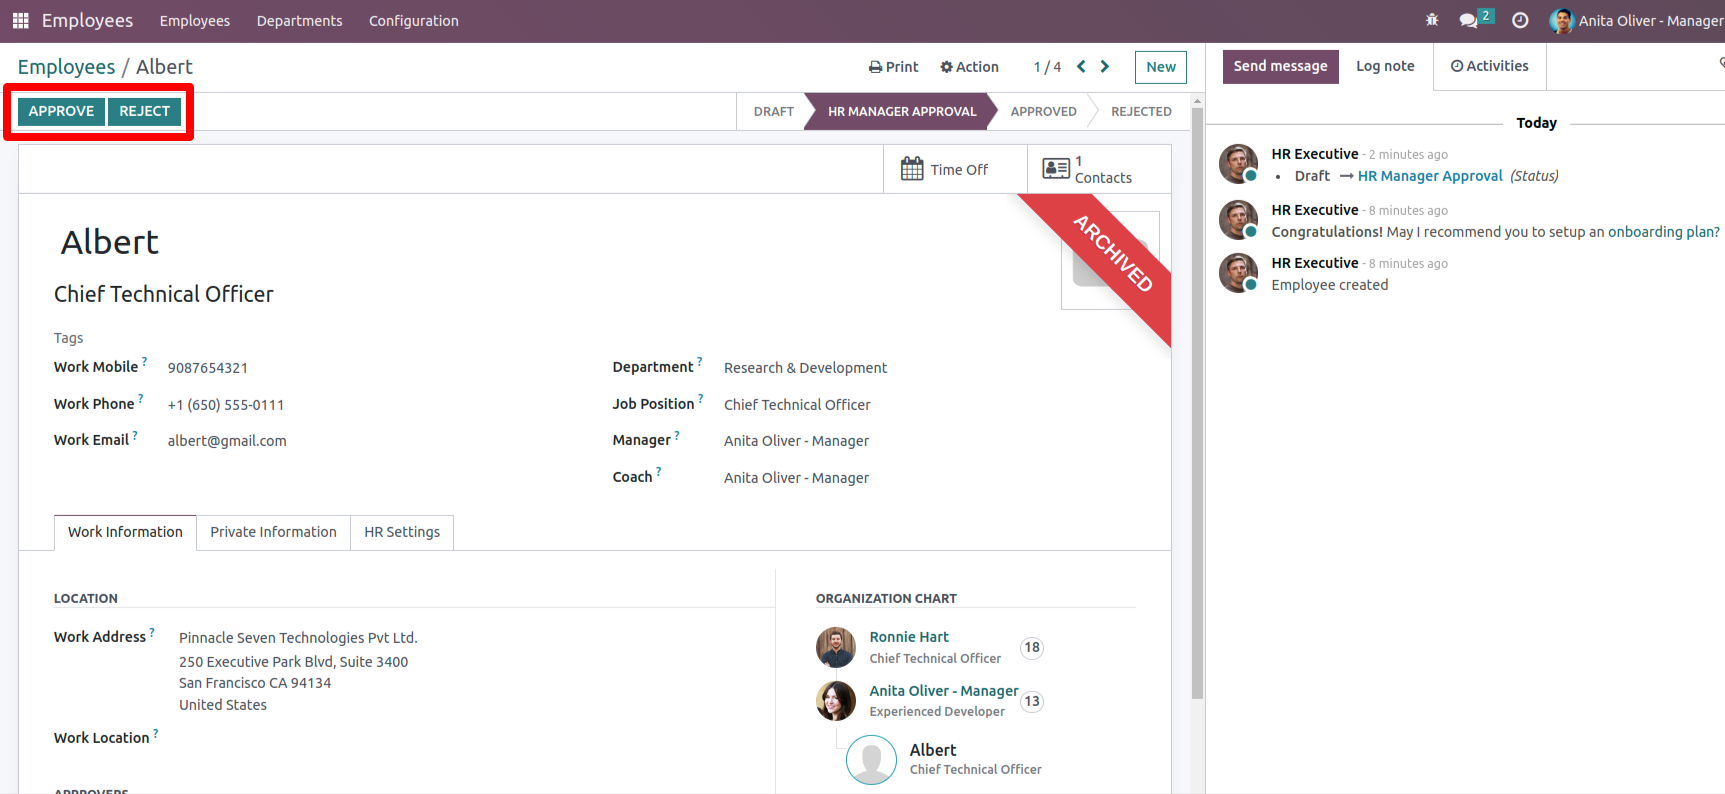 Employees Employees Departments Configuration 2 Anita Oliver - Manager
Employees / Albert Print Action 1 / 4 New
APPROVE REJECT DRAFT HR MANAGER APPROVAL APPROVED REJECTED
Time Off 1 Contacts
ARCHIVED
Albert
Chief Technical Officer
Tags
Work Mobile ? 9087654321
Work Phone ? +1 (650) 555-0111
Work Email ? albert@gmail.com
Department ? Research & Development
Job Position ? Chief Technical Officer
Manager ? Anita Oliver - Manager
Coach ? Anita Oliver - Manager
Work Information Private Information HR Settings
LOCATION
Work Address ? Pinnacle Seven Technologies Pvt Ltd.
250 Executive Park Blvd, Suite 3400
San Francisco CA 94134
United States
Work Location ?
APPROVERS
ORGANIZATION CHART
Ronnie Hart 18
Chief Technical Officer
Anita Oliver - Manager 13
Experienced Developer
Albert
Chief Technical Officer
Send message Log note Activities
Today
HR Executive - 2 minutes ago
• Draft → HR Manager Approval (Status)
HR Executive - 8 minutes ago
Congratulations! May I recommend you to setup an onboarding plan?
HR Executive - 8 minutes ago
Employee created